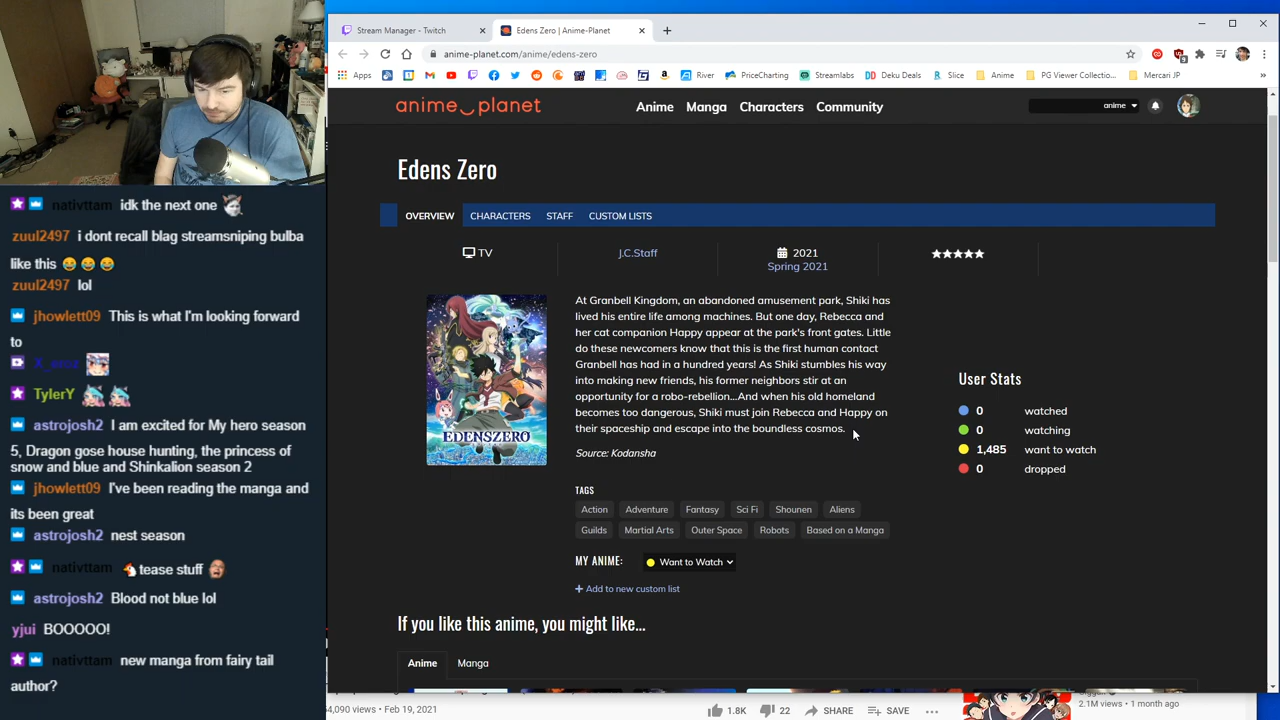 Stream Manager - Twitch
Edens Zero | Anime-Planet
anime-planet.com/anime/edens-zero
Apps
River
PriceCharting
Streamlabs
Deku Deals
Slice
Anime
PG Viewer Collectio...
Mercari JP
anime planet
Anime
Manga
Characters
Community
anime
Edens Zero
OVERVIEW
CHARACTERS
STAFF
CUSTOM LISTS
TV
J.C.Staff
2021
Spring 2021
EDENSZERO
At Granbell Kingdom, an abandoned amusement park, Shiki has
lived his entire life among machines. But one day, Rebecca and
her cat companion Happy appear at the park's front gates. Little
do these newcomers know that this is the first human contact
Granbell has had in a hundred years! As Shiki stumbles his way
into making new friends, his former neighbors stir at an
opportunity for a robo-rebellion...And when his old homeland
becomes too dangerous, Shiki must join Rebecca and Happy on
their spaceship and escape into the boundless cosmos.
Source: Kodansha
TAGS
Action
Adventure
Fantasy
Sci Fi
Shounen
Aliens
Guilds
Martial Arts
Outer Space
Robots
Based on a Manga
MY ANIME:
Want to Watch
+ Add to new custom list
User Stats
0 watched
0 watching
1,485 want to watch
0 dropped
If you like this anime, you might like...
Anime
Manga
4,090 views • Feb 19, 2021
1.8K
22
SHARE
SAVE
2.1M views • 1 month ago
nativttam idk the next one
zuul2497 i dont recall blag streamsniping bulba
like this
zuul2497 lol
jhowlett09 This is what I'm looking forward
to
TylerY
astrojosh2 I am excited for My hero season
5, Dragon gose house hunting, the princess of
snow and blue and Shinkalion season 2
jhowlett09 I've been reading the manga and
its been great
astrojosh2 nest season
nativttam tease stuff
astrojosh2 Blood not blue lol
yjui BOOOOO!
nativttam new manga from fairy tail
author?